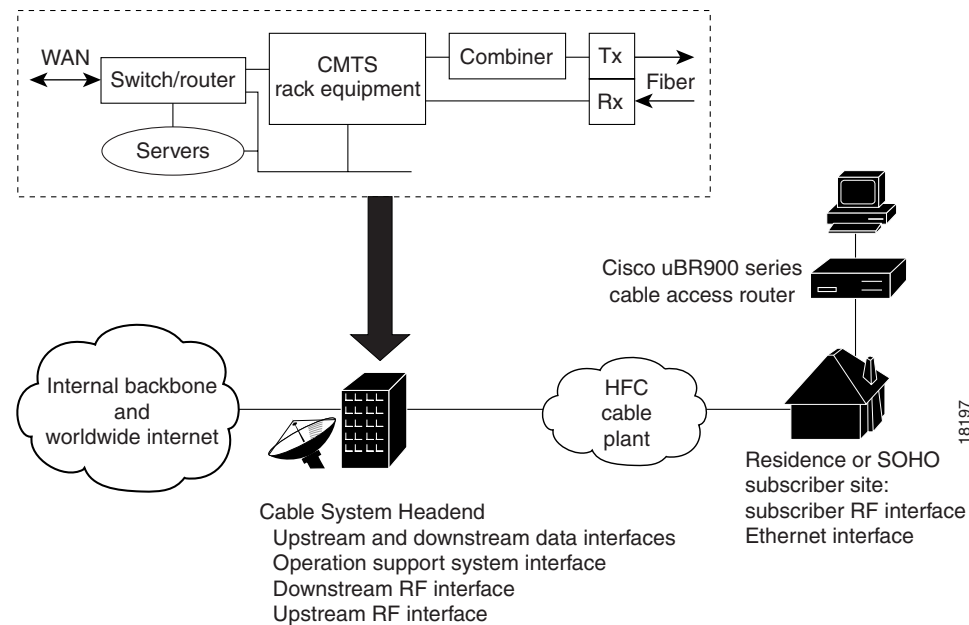 WAN
Switch/router
Servers
CMTS
rack equipment
Combiner
Tx
Rx
Fiber
Cisco uBR900 series
cable access router
Internal backbone
and
worldwide internet
HFC
cable
plant
18197
Residence or SOHO
subscriber site:
subscriber RF interface
Ethernet interface
Cable System Headend
Upstream and downstream data interfaces
Operation support system interface
Downstream RF interface
Upstream RF interface